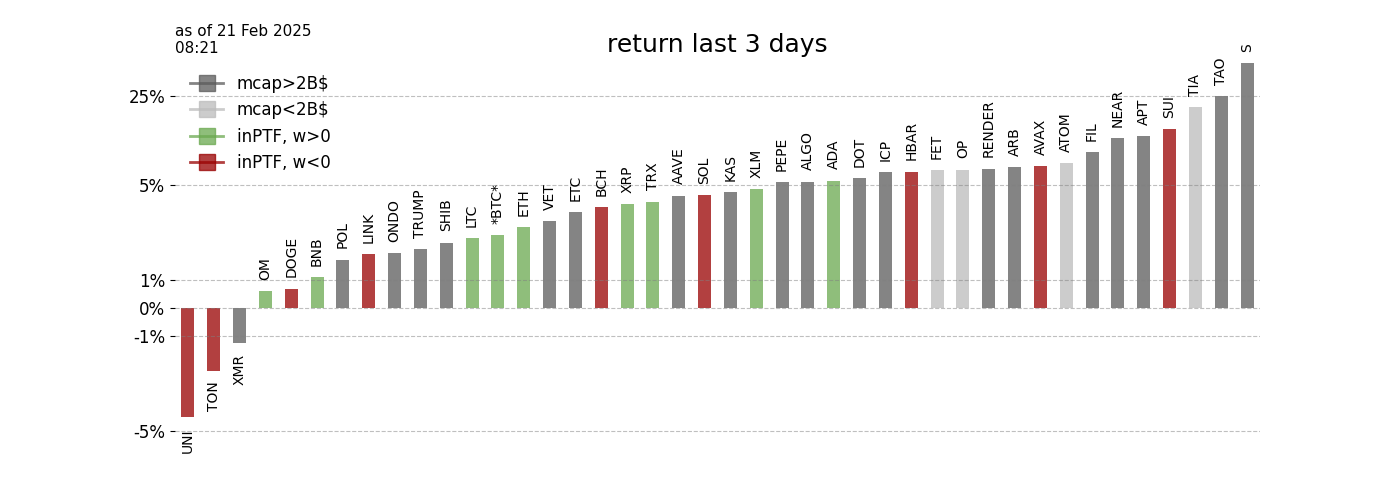 as of 21 Feb 2025
08:21
return last 3 days
mcap>2B$
mcap<2B$
inPTF, w>0
inPTF, w<0
25%
5%
1%
0%
-1%
-5%
UNI
TON
XMR
OM
DOGE
BNB
POL
LINK
ONDO
TRUMP
SHIB
LTC
*BTC*
ETH
VET
ETC
BCH
XRP
TRX
AAVE
SOL
KAS
XLM
PEPE
ALGO
ADA
DOT
ICP
HBAR
FET
OP
RENDER
ARB
AVAX
ATOM
FIL
NEAR
APT
SUI
TIA
TAO
S